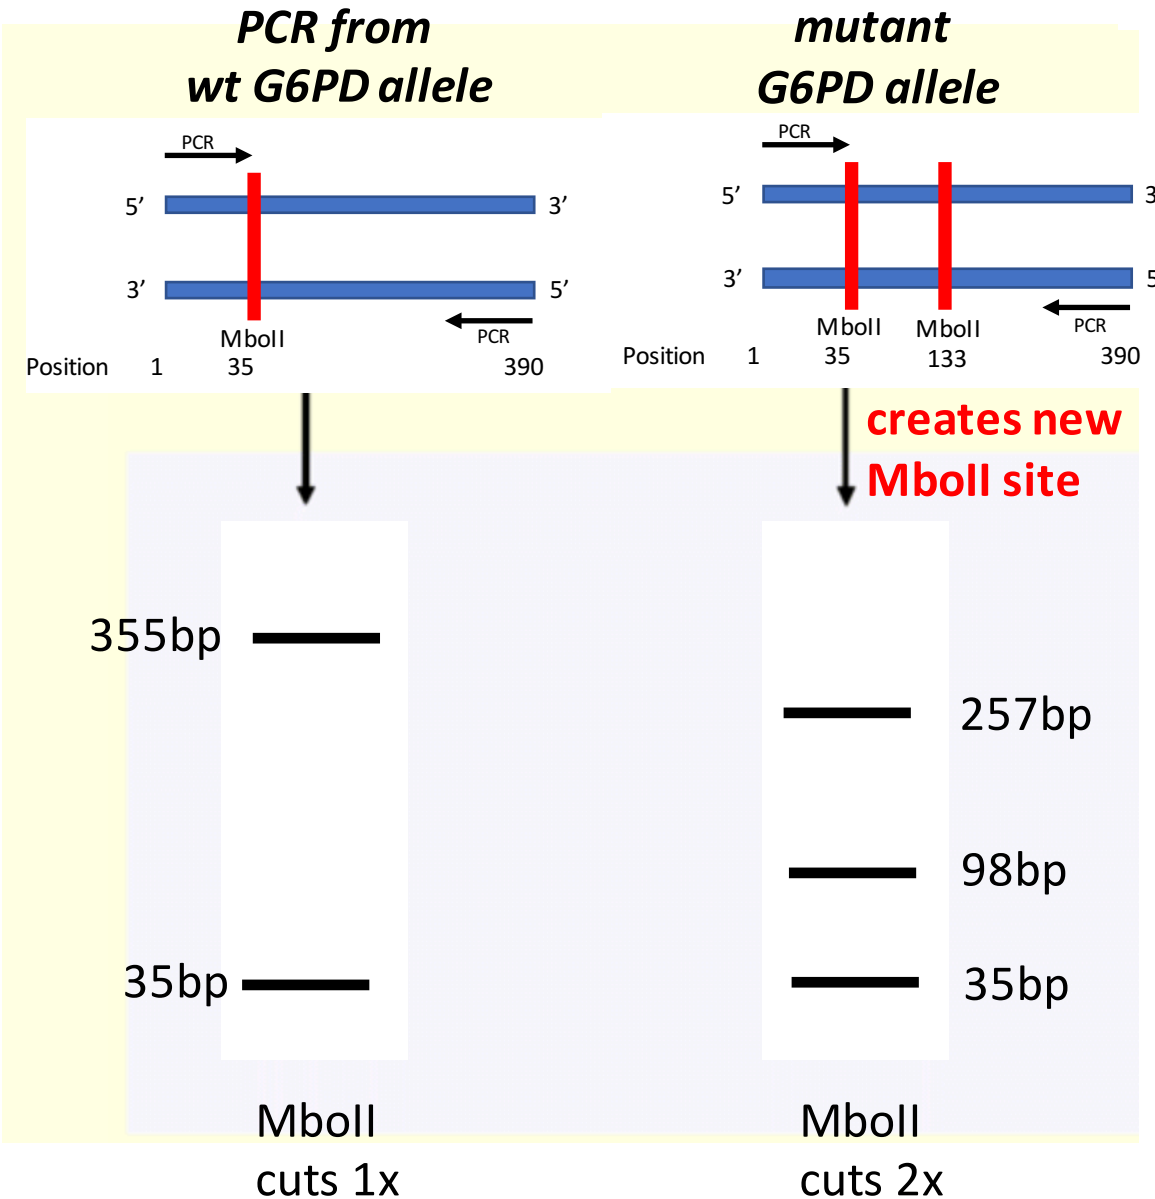 PCR from
wt G6PD allele
PCR
5’ 3’
3’ 5’
MboII
PCR
Position 1 35 390
mutant
G6PD allele
PCR
5’ 3
3’ 5
MboII MboII
PCR
Position 1 35 133 390
creates new
MboII site
355bp
35bp
257bp
98bp
35bp
MboII
cuts 1x
MboII
cuts 2x